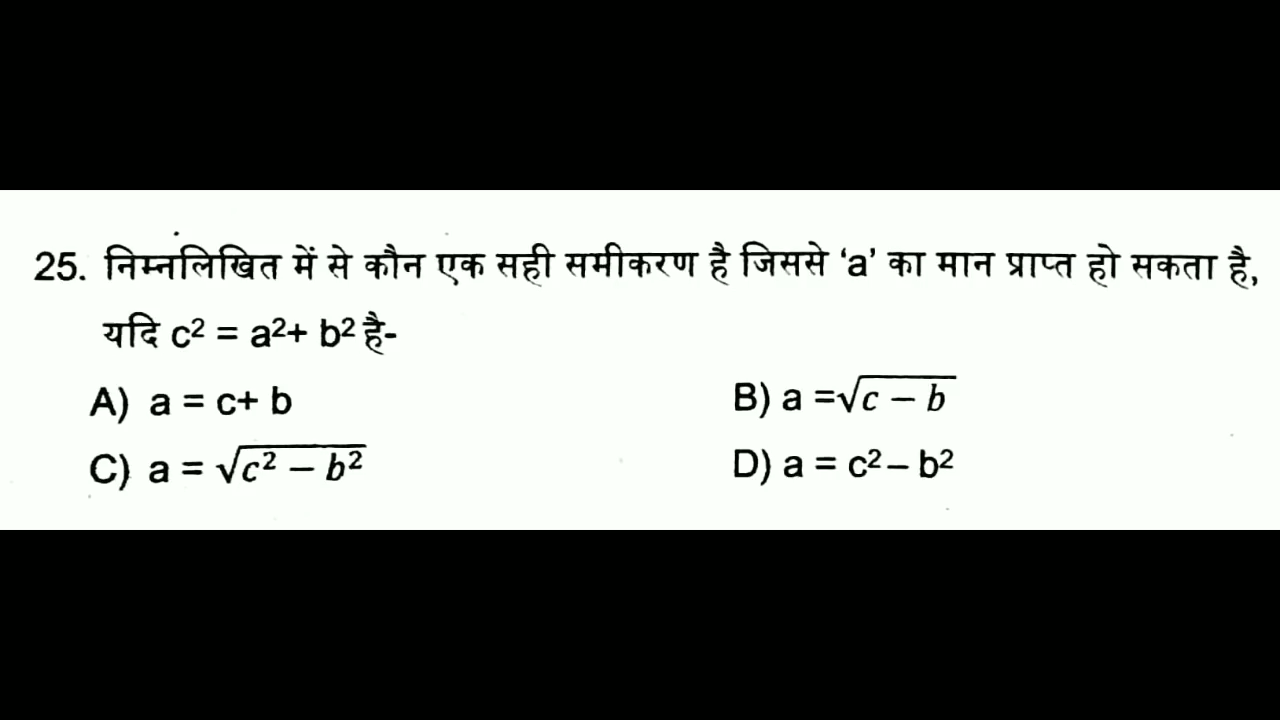 25. निम्नलिखित में से कौन एक सही समीकरण है जिससे ‘a’ का मान प्राप्त हो सकता है,
यदि c² = a²+ b² है-
A) a = c+ b B) a =√(c – b)
C) a = √(c² – b²) D) a = c² – b²